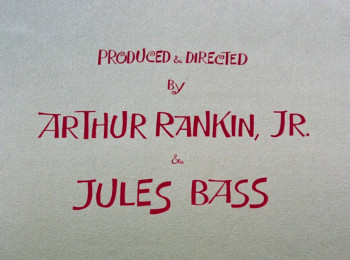 PRODUCED & DIRECTED
By
ARTHUR RANKIN, JR.
&
JULES BASS